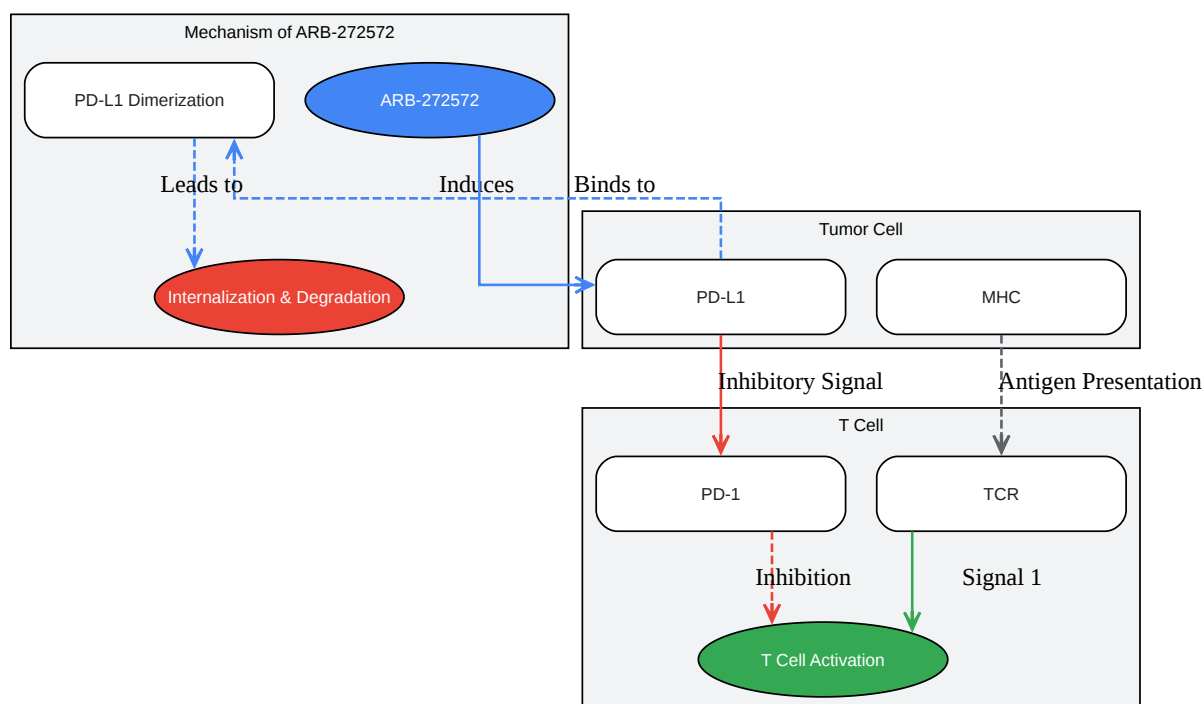 Mechanism of ARB-272572
PD-L1 Dimerization
ARB-272572
Leads to
Induces
Binds to
Tumor Cell
Internalization & Degradation
PD-L1
MHC
Inhibitory Signal
Antigen Presentation
T Cell
PD-1
TCR
Inhibition
Signal 1
T Cell Activation